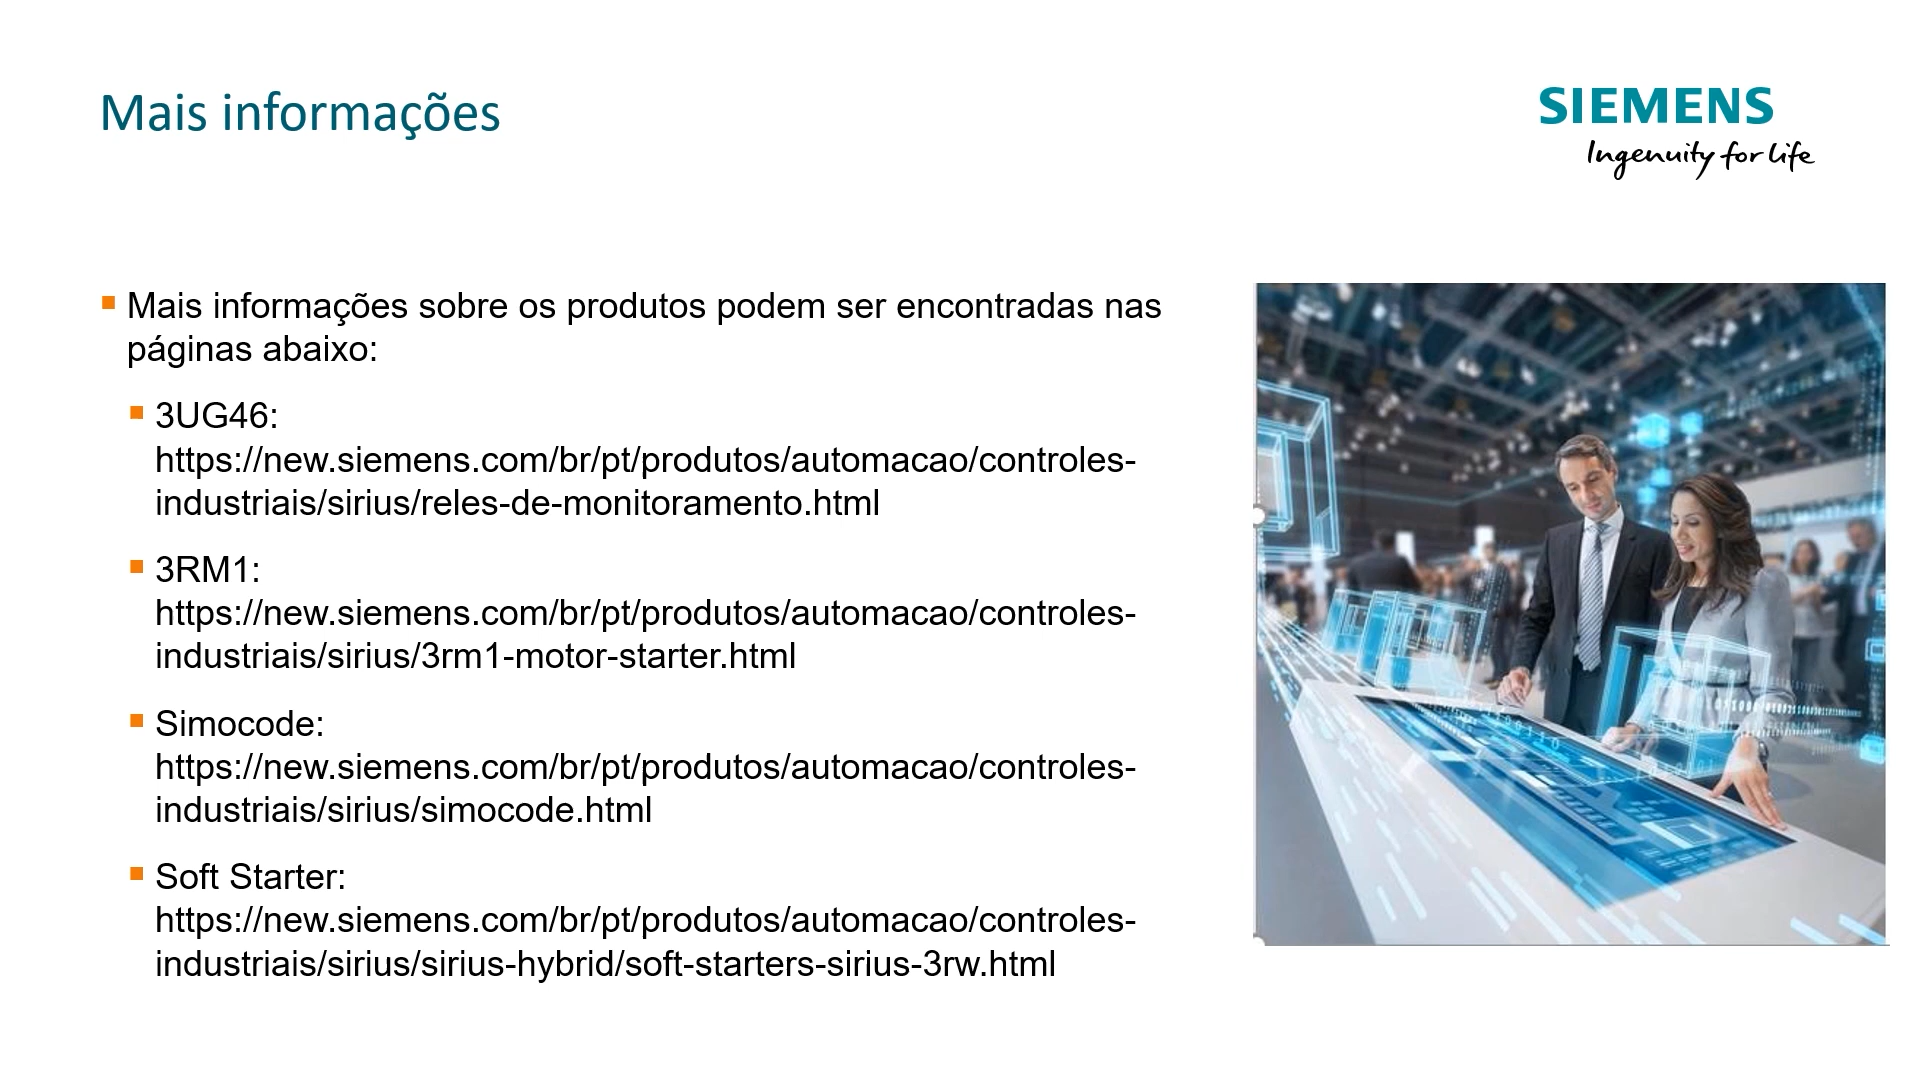 Mais informações
SIEMENS
Ingenuity for life
Mais informações sobre os produtos podem ser encontradas nas
páginas abaixo:
3UG46:
https://new.siemens.com/br/pt/produtos/automacao/controles-
industriais/sirius/reles-de-monitoramento.html
3RM1:
https://new.siemens.com/br/pt/produtos/automacao/controles-
industriais/sirius/3rm1-motor-starter.html
Simocode:
https://new.siemens.com/br/pt/produtos/automacao/controles-
industriais/sirius/simocode.html
Soft Starter:
https://new.siemens.com/br/pt/produtos/automacao/controles-
industriais/sirius/sirius-hybrid/soft-starters-sirius-3rw.html